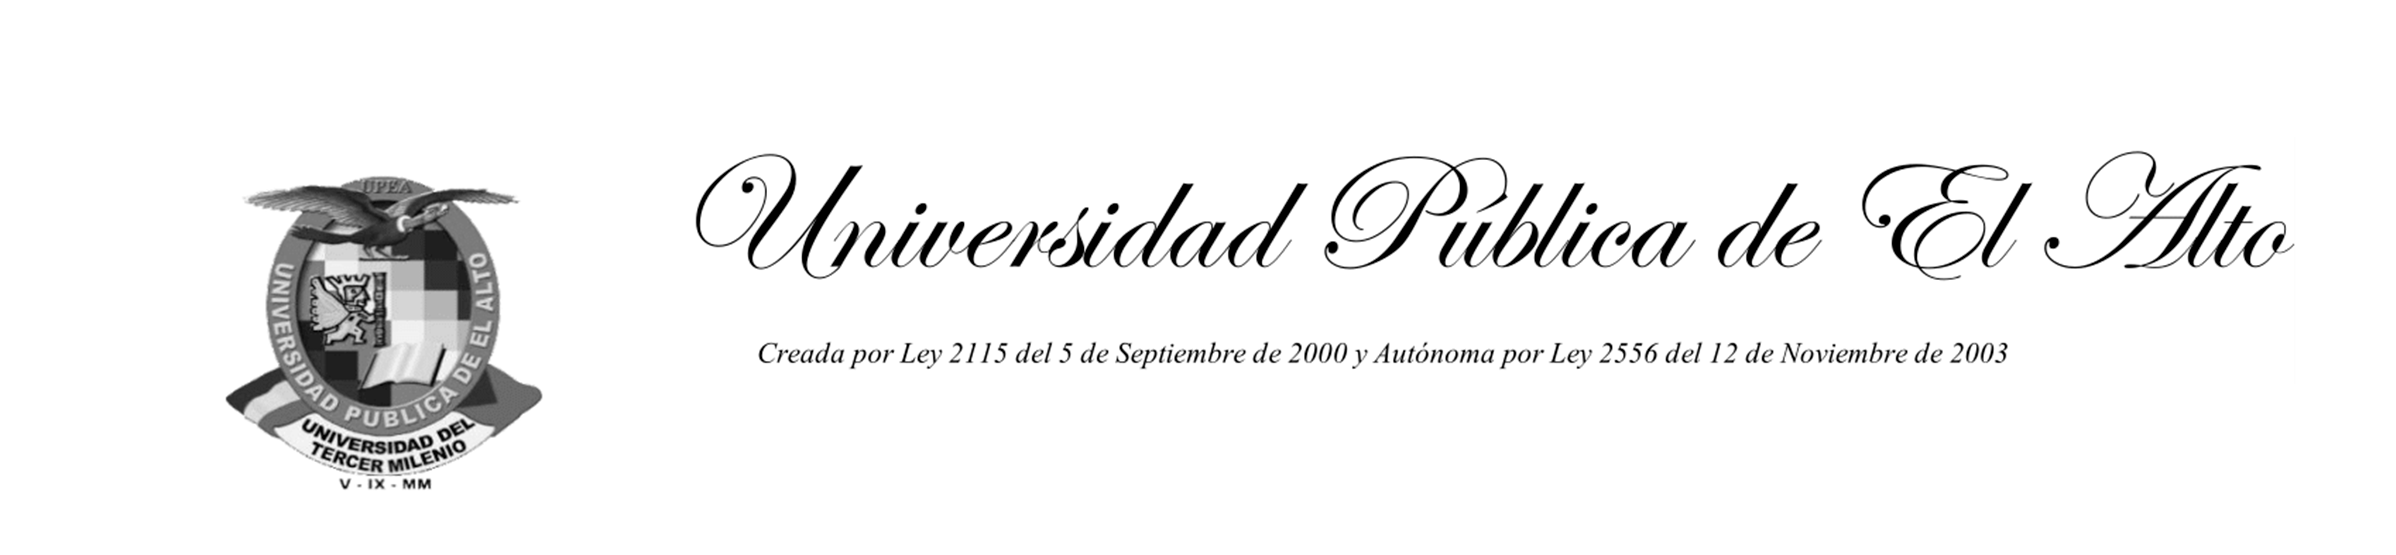 UPEA
UNIVERSIDAD PUBLICA DE EL ALTO
UNIVERSIDAD DEL
TERCER MILENIO
V - IX - MM
Universidad Pública de El Alto
Creada por Ley 2115 del 5 de Septiembre de 2000 y Autónoma por Ley 2556 del 12 de Noviembre de 2003